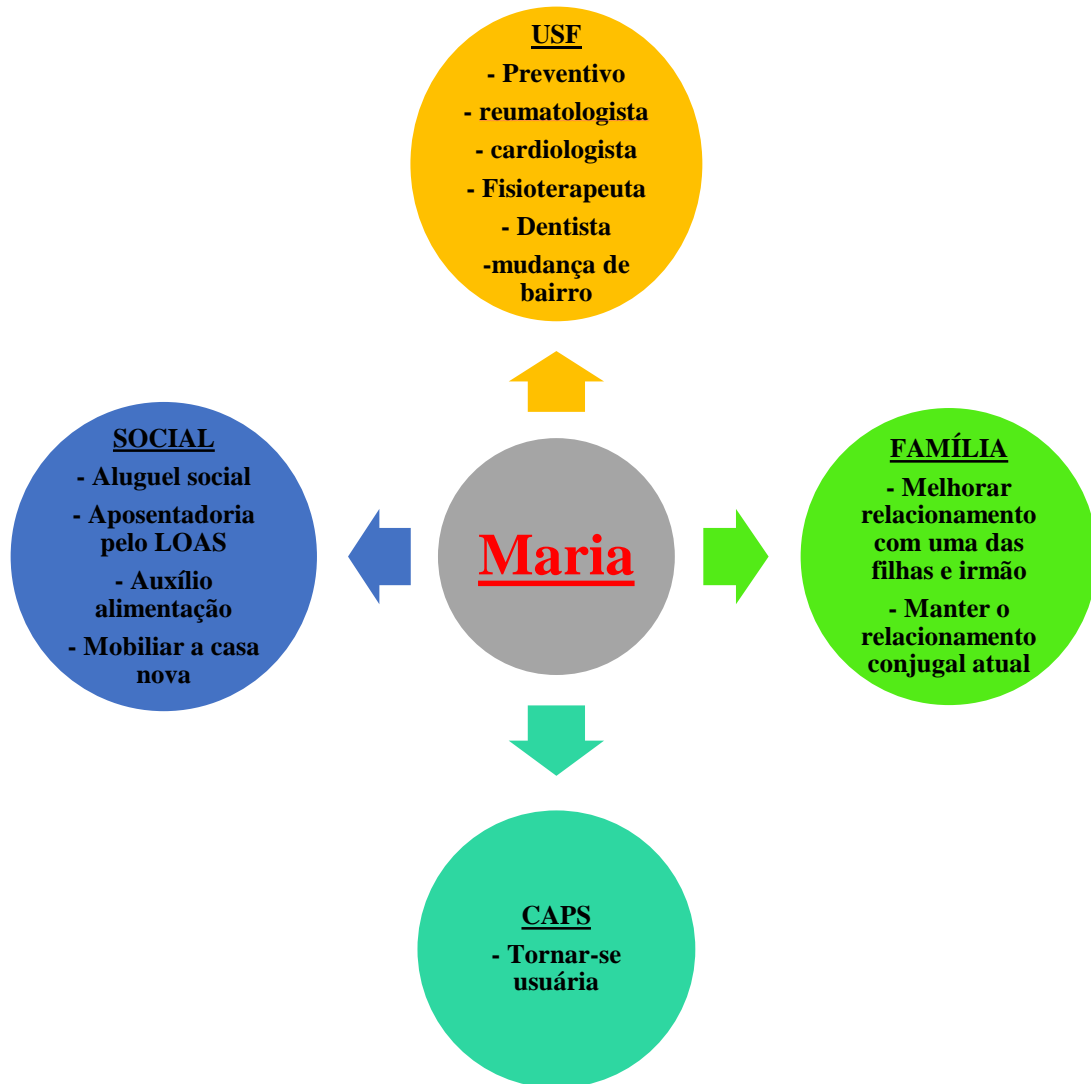 USF
- Preventivo
- reumatologista
- cardiologista
- Fisioterapeuta
- Dentista
-mudança de
bairro
SOCIAL
- Aluguel social
- Aposentadoria
pelo LOAS
- Auxílio
alimentação
- Mobiliar a casa
nova
Maria
FAMÍLIA
- Melhorar
relacionamento
com uma das
filhas e irmão
- Manter o
relacionamento
conjugal atual
CAPS
- Tornar-se
usuária